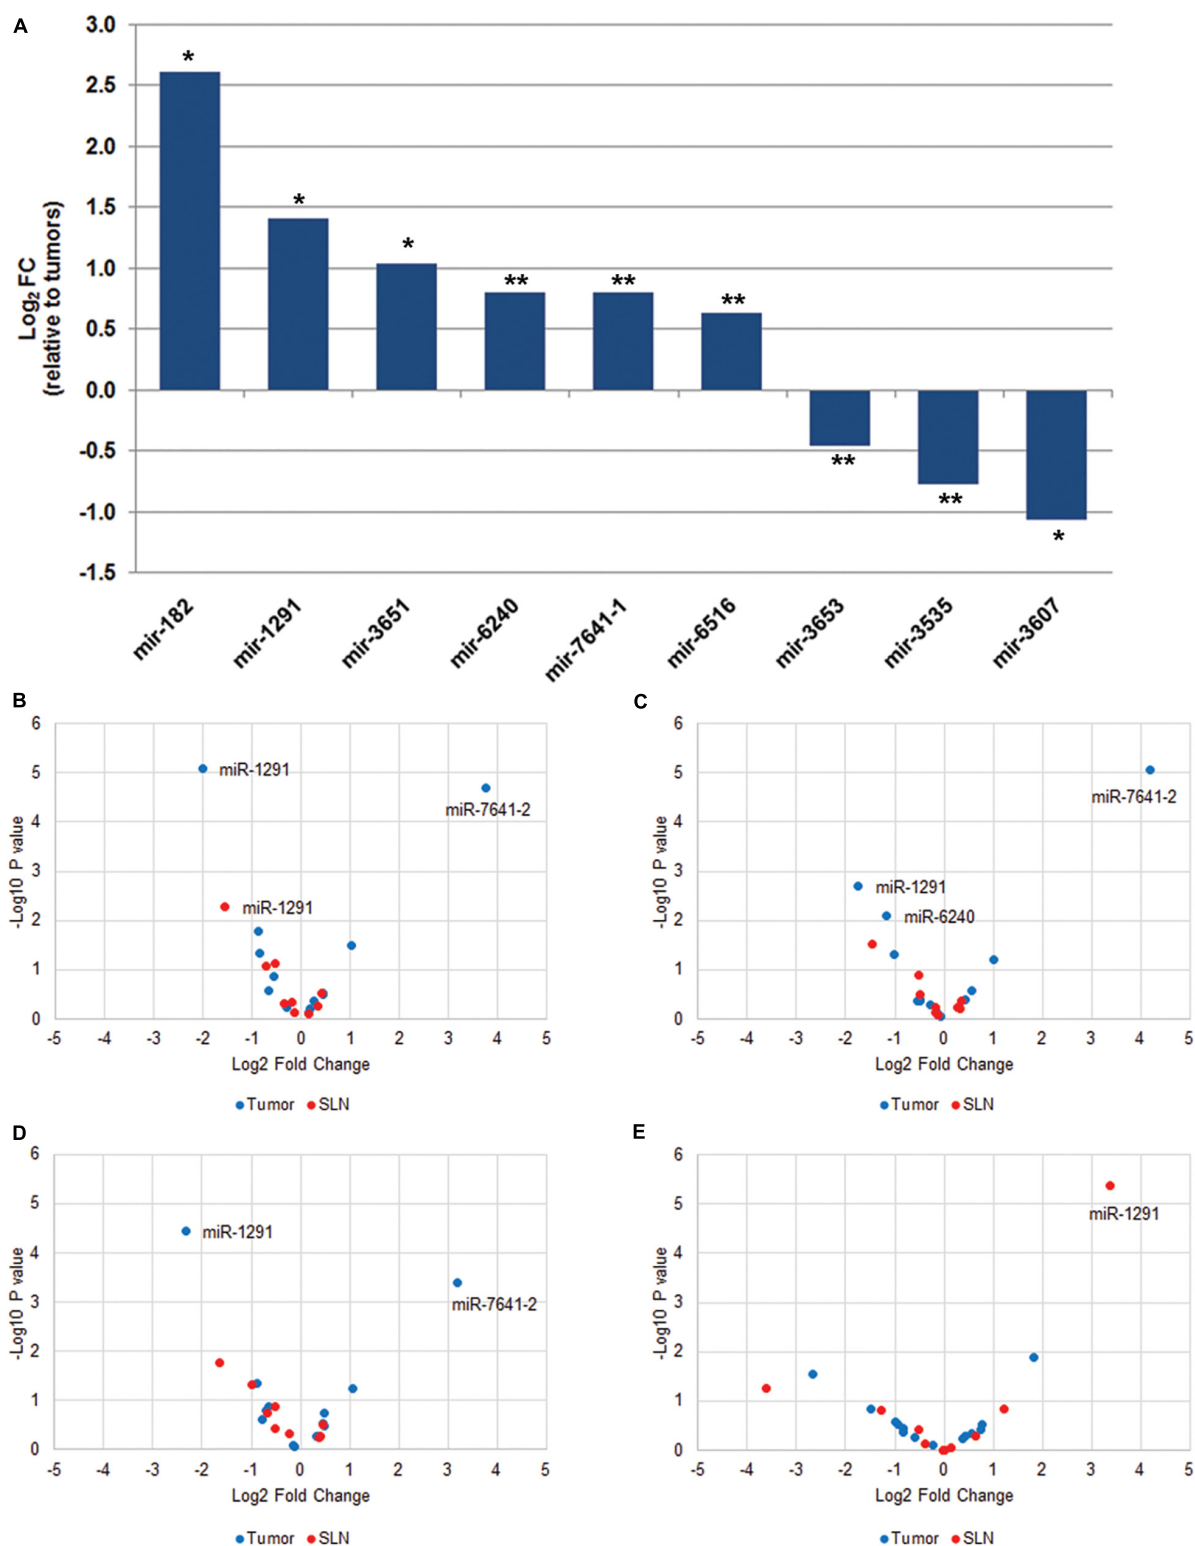 A
3.0
2.5
2.0
1.5
1.0
0.5
0.0
-0.5
-1.0
-1.5
Log2 FC
(relative to tumors)
*
*
*
**
**
**
**
**
*
mir-182
mir-1291
mir-3651
mir-6240
mir-7641-1
mir-6516
mir-3653
mir-3535
mir-3607
B
6
5
4
3
2
1
0
-Log10 P value
miR-1291
miR-7641-2
miR-1291
-5 -4 -3 -2 -1 0 1 2 3 4 5
Log2 Fold Change
Tumor SLN
C
6
5
4
3
2
1
0
-Log10 P value
miR-7641-2
miR-1291
miR-6240
-5 -4 -3 -2 -1 0 1 2 3 4 5
Log2 Fold Change
Tumor SLN
D
6
5
4
3
2
1
0
-Log10 P value
miR-1291
miR-7641-2
-5 -4 -3 -2 -1 0 1 2 3 4 5
Log2 Fold Change
Tumor SLN
E
6
5
4
3
2
1
0
-Log10 P value
miR-1291
-5 -4 -3 -2 -1 0 1 2 3 4 5
Log2 Fold Change
Tumor SLN